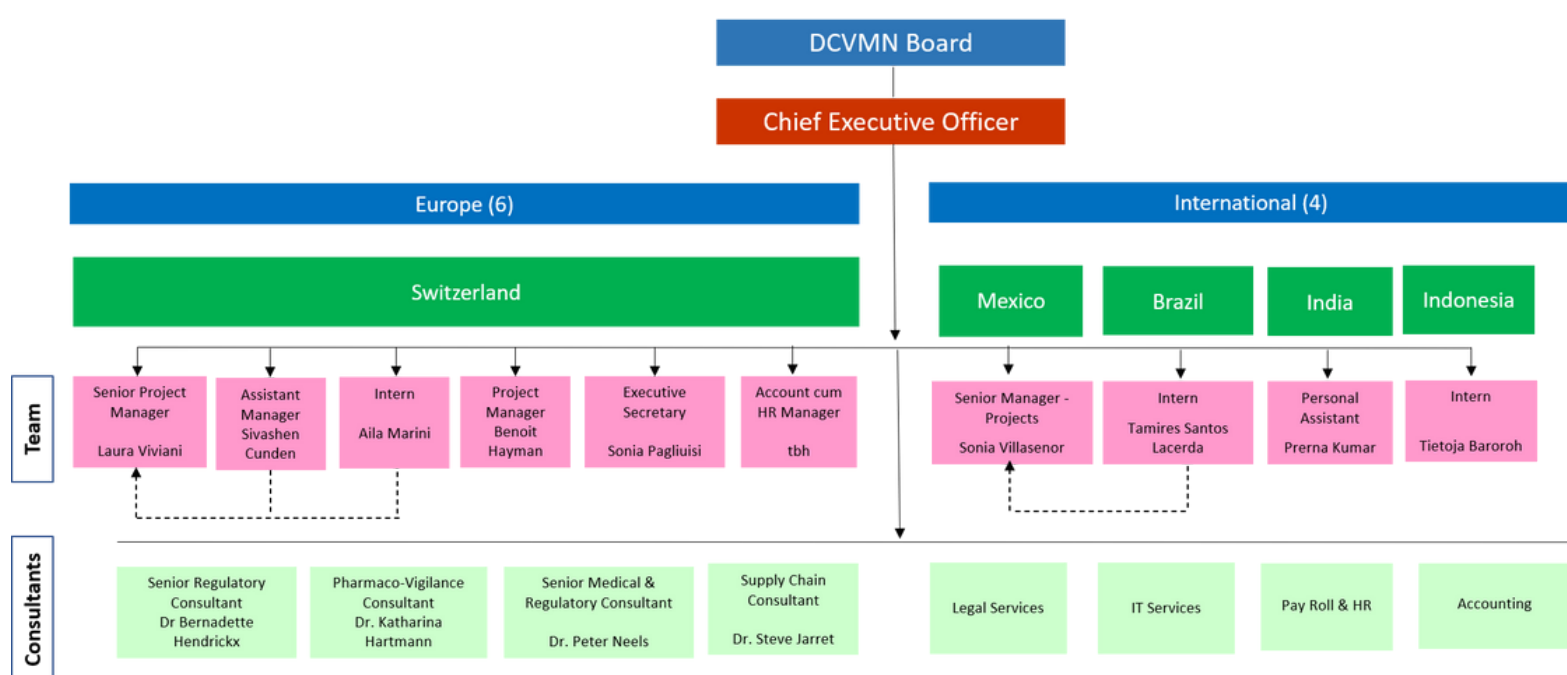 DCVMN Board
Chief Executive Officer
Europe (6)
International (4)
Switzerland
Mexico
Brazil
India
Indonesia
Team
Senior Project
Manager
Laura Viviani
Assistant
Manager
Sivashen
Cunden
Intern
Aila Marini
Project
Manager
Benoit
Hayman
Executive
Secretary
Sonia Pagliuisi
Account cum
HR Manager
tbh
Senior Manager -
Projects
Sonia Villasenor
Intern
Tamires Santos
Lacerda
Personal
Assistant
Prerna Kumar
Intern
Tietoja Baroroh
Consultants
Senior Regulatory
Consultant
Dr Bernadette
Hendrickx
Pharmaco-Vigilance
Consultant
Dr. Katharina
Hartmann
Senior Medical &
Regulatory Consultant
Dr. Peter Neels
Supply Chain
Consultant
Dr. Steve Jarret
Legal Services
IT Services
Pay Roll & HR
Accounting